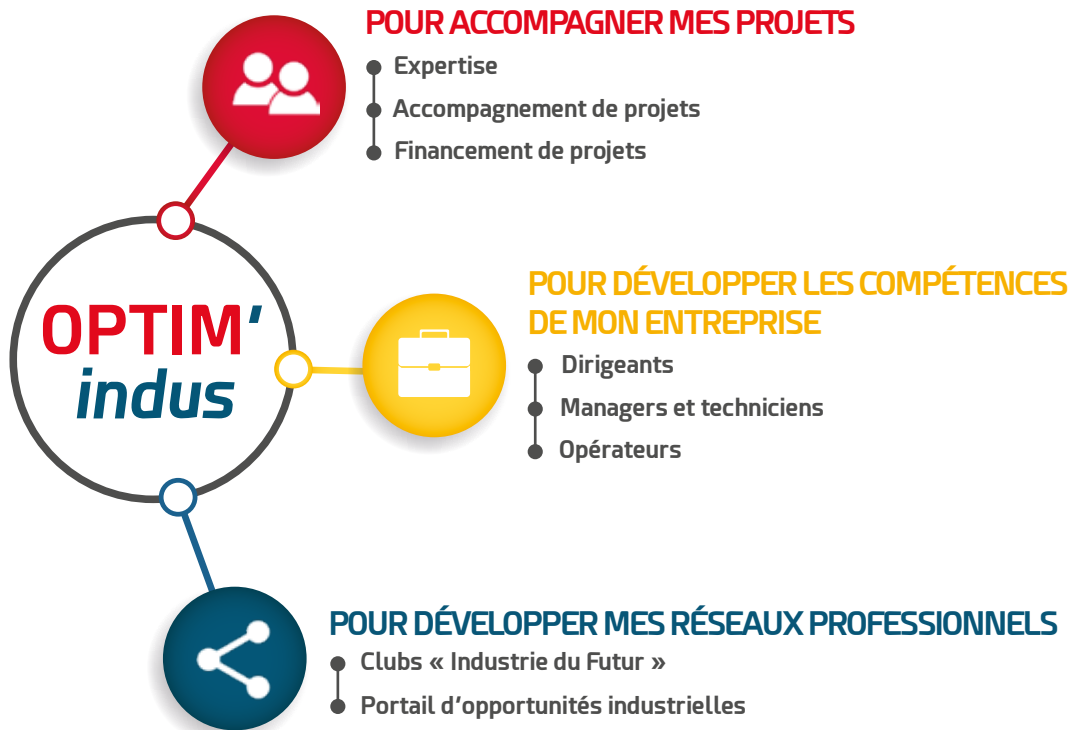 POUR ACCOMPAGNER MES PROJETS
Expertise
Accompagnement de projets
Financement de projets
OPTIM'
indus
POUR DÉVELOPPER LES COMPÉTENCES
DE MON ENTREPRISE
Dirigeants
Managers et techniciens
Opérateurs
POUR DÉVELOPPER MES RÉSEAUX PROFESSIONNELS
Clubs « Industrie du Futur »
Portail d'opportunités industrielles